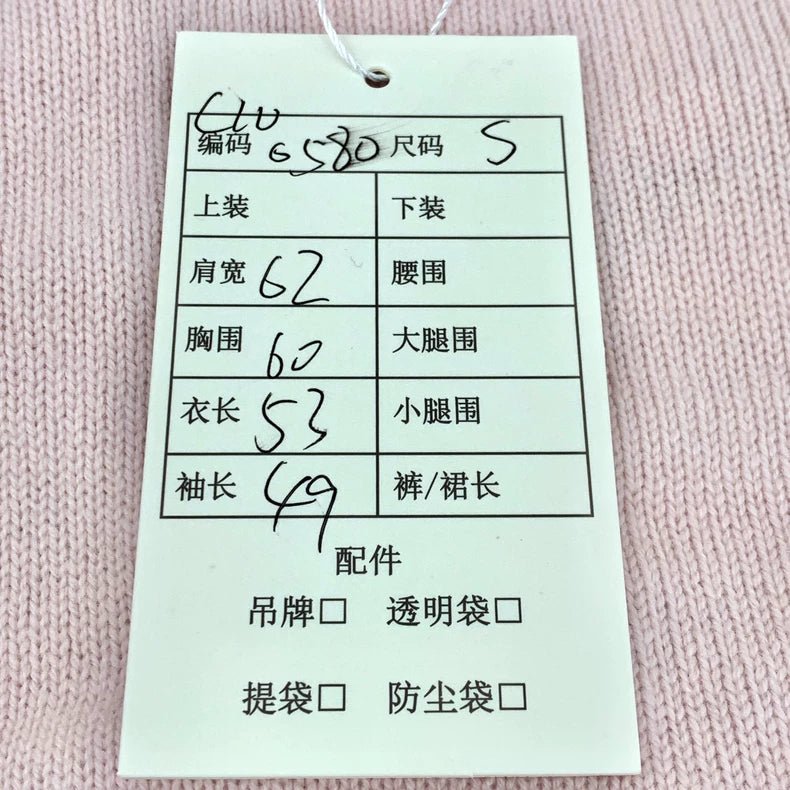 CLU
编码 6580 尺码 S
上装 下装
肩宽 62 腰围
胸围 60 大腿围
衣长 53 小腿围
袖长 49 裤/裙长
配件
吊牌□ 透明袋□
提袋□ 防尘袋□